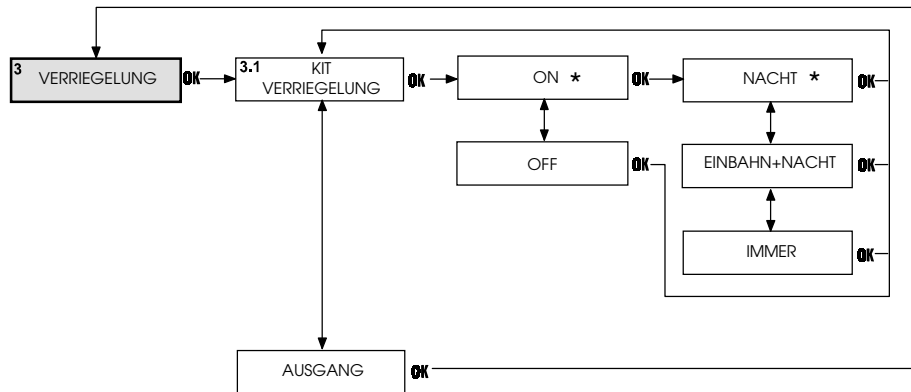 3 VERRIEGELUNG OK
3.1 KIT
VERRIEGELUNG OK
ON * OK
NACHT * OK
OFF OK
EINBAHN+NACHT OK
IMMER OK
AUSGANG OK